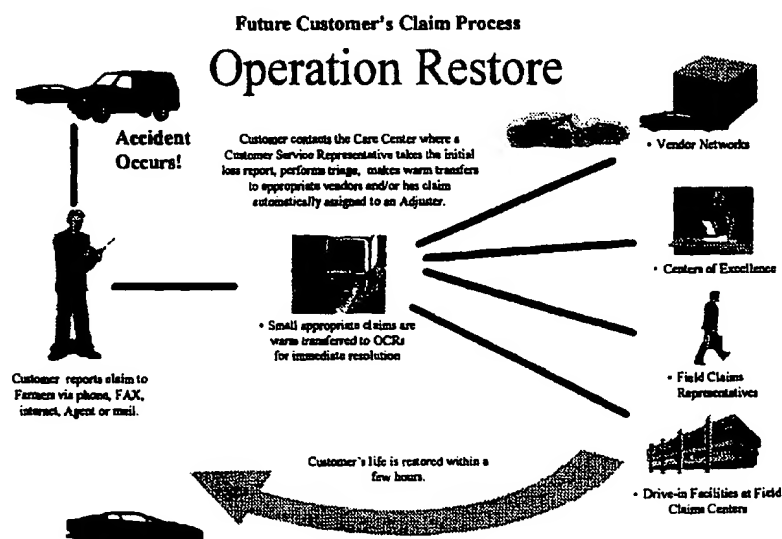 Future Customer's Claim Process
Operation Restore
Accident
Occurs!
Customer contacts the Care Center where a
Customer Service Representative takes the initial
loss report, performs triage, makes warm transfers
to appropriate vendors and/or has claim
automatically assigned to an Adjuster.
• Vendor Networks
• Centers of Excellence
• Small appropriate claims are
warm transferred to OCRs
for immediate resolution
• Field Claims
Representatives
Customer reports claim to
Farmers via phone, FAX,
internet, Agent or mail.
Customer's life is restored within a
few hours.
• Drive-in Facilities at Field
Claims Centers